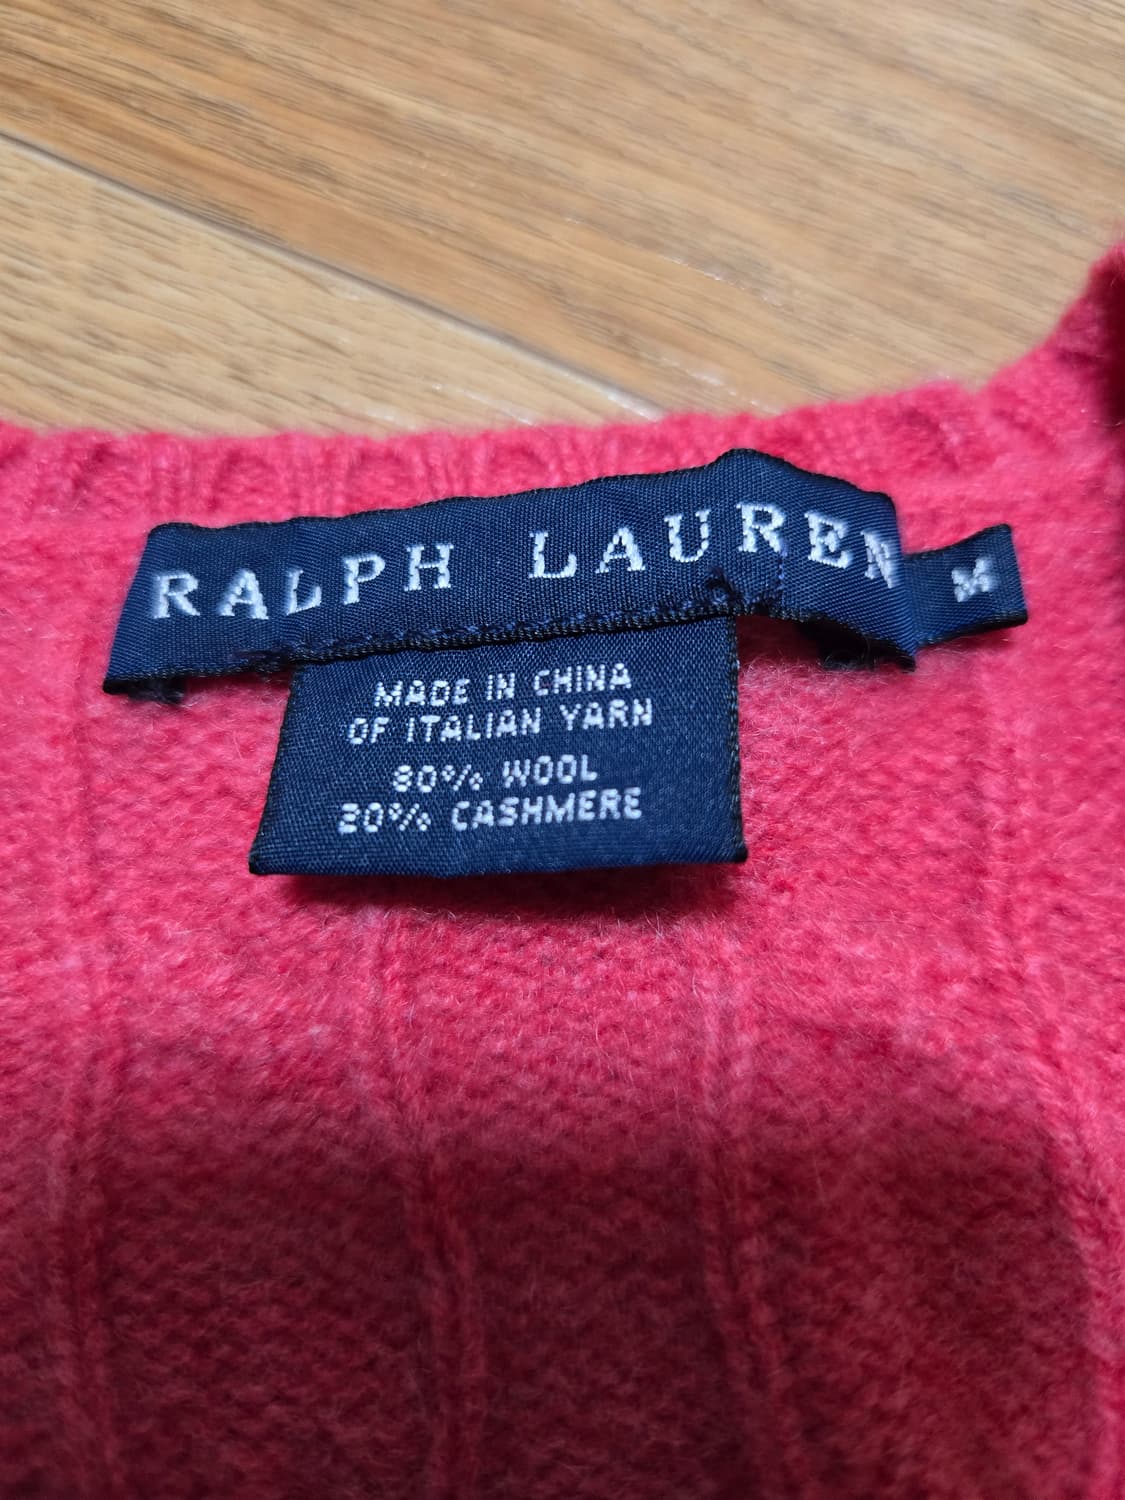 RALPH LAUREN
M
MADE IN CHINA
OF ITALIAN YARN
80% WOOL
20% CASHMERE